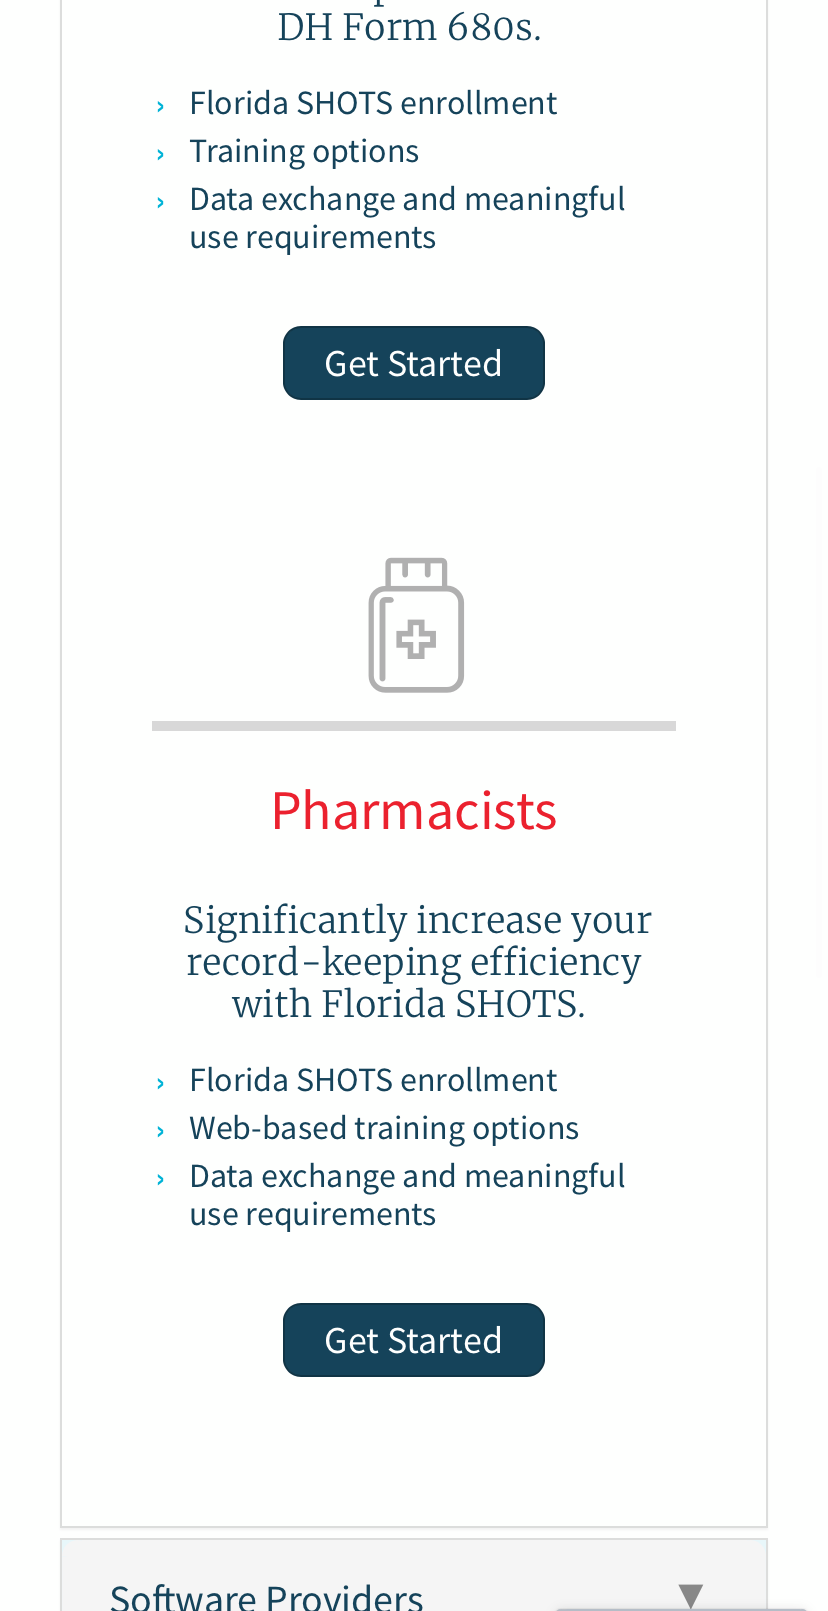 DH Form 680s.
› Florida SHOTS enrollment
› Training options
› Data exchange and meaningful
use requirements
Get Started
Pharmacists
Significantly increase your
record-keeping efficiency
with Florida SHOTS.
› Florida SHOTS enrollment
› Web-based training options
› Data exchange and meaningful
use requirements
Get Started
Software Providers ▼